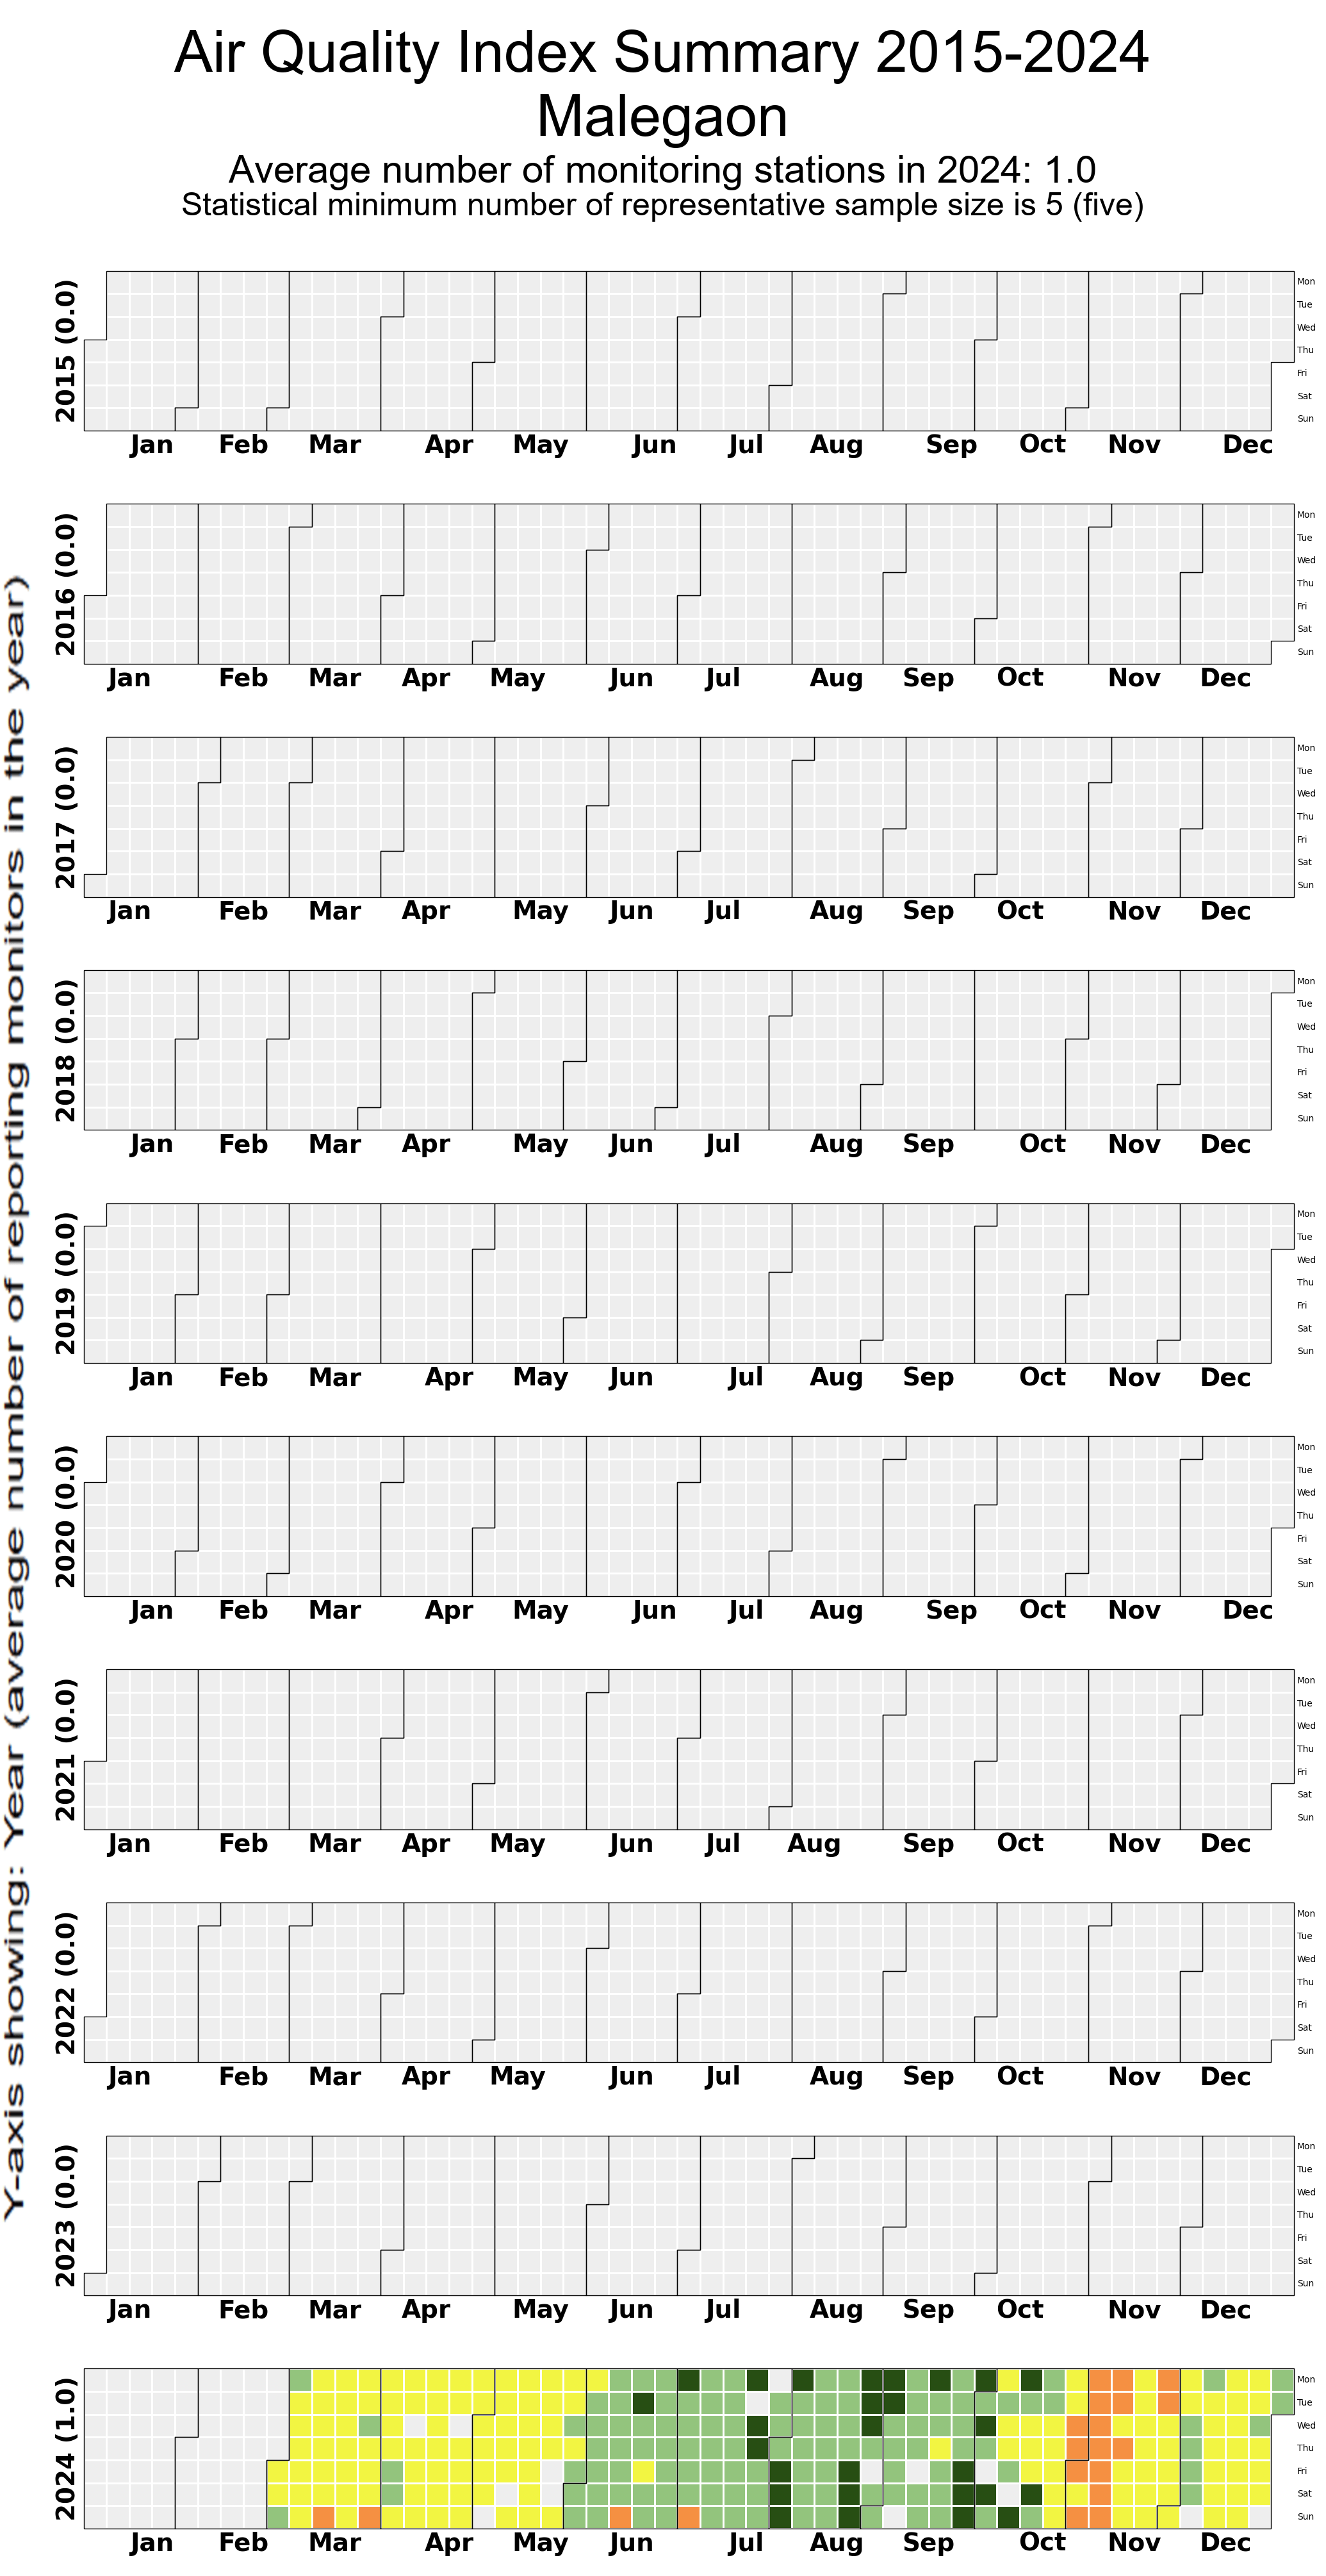 Air Quality Index Summary 2015-2024
Malegaon
Average number of monitoring stations in 2024: 1.0
Statistical minimum number of representative sample size is 5 (five)
Y-axis showing: Year (average number of reporting monitors in the year)
2015 (0.0)
Mon
Tue
Wed
Thu
Fri
Sat
Sun
Jan Feb Mar Apr May Jun Jul Aug Sep Oct Nov Dec
2016 (0.0)
Mon
Tue
Wed
Thu
Fri
Sat
Sun
Jan Feb Mar Apr May Jun Jul Aug Sep Oct Nov Dec
2017 (0.0)
Mon
Tue
Wed
Thu
Fri
Sat
Sun
Jan Feb Mar Apr May Jun Jul Aug Sep Oct Nov Dec
2018 (0.0)
Mon
Tue
Wed
Thu
Fri
Sat
Sun
Jan Feb Mar Apr May Jun Jul Aug Sep Oct Nov Dec
2019 (0.0)
Mon
Tue
Wed
Thu
Fri
Sat
Sun
Jan Feb Mar Apr May Jun Jul Aug Sep Oct Nov Dec
2020 (0.0)
Mon
Tue
Wed
Thu
Fri
Sat
Sun
Jan Feb Mar Apr May Jun Jul Aug Sep Oct Nov Dec
2021 (0.0)
Mon
Tue
Wed
Thu
Fri
Sat
Sun
Jan Feb Mar Apr May Jun Jul Aug Sep Oct Nov Dec
2022 (0.0)
Mon
Tue
Wed
Thu
Fri
Sat
Sun
Jan Feb Mar Apr May Jun Jul Aug Sep Oct Nov Dec
2023 (0.0)
Mon
Tue
Wed
Thu
Fri
Sat
Sun
Jan Feb Mar Apr May Jun Jul Aug Sep Oct Nov Dec
2024 (1.0)
Mon
Tue
Wed
Thu
Fri
Sat
Sun
Jan Feb Mar Apr May Jun Jul Aug Sep Oct Nov Dec